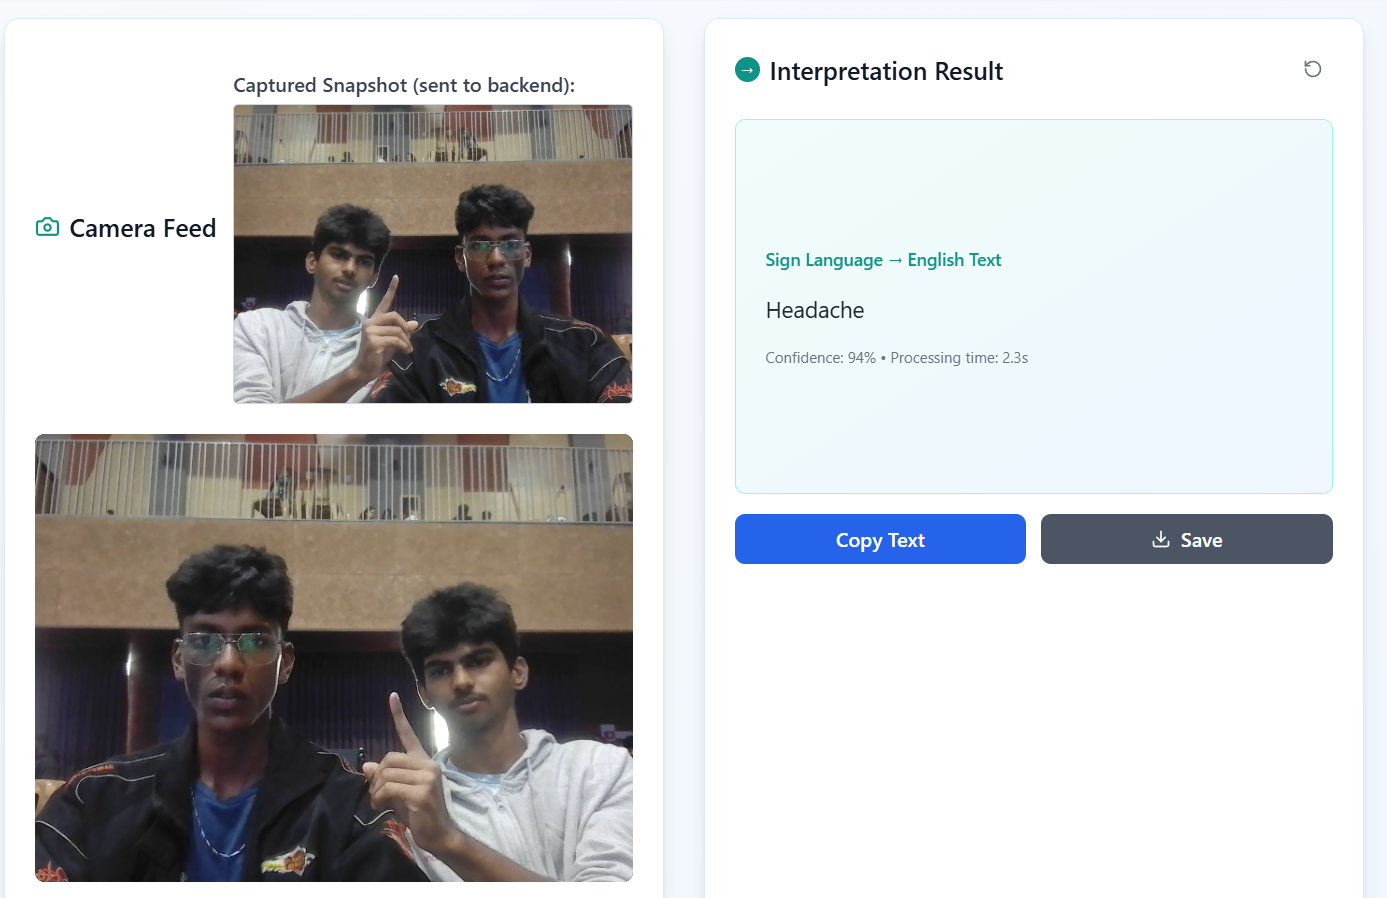 Captured Snapshot (sent to backend):
Camera Feed
→ Interpretation Result
Sign Language → English Text
Headache
Confidence: 94% • Processing time: 2.3s
Copy Text
Save